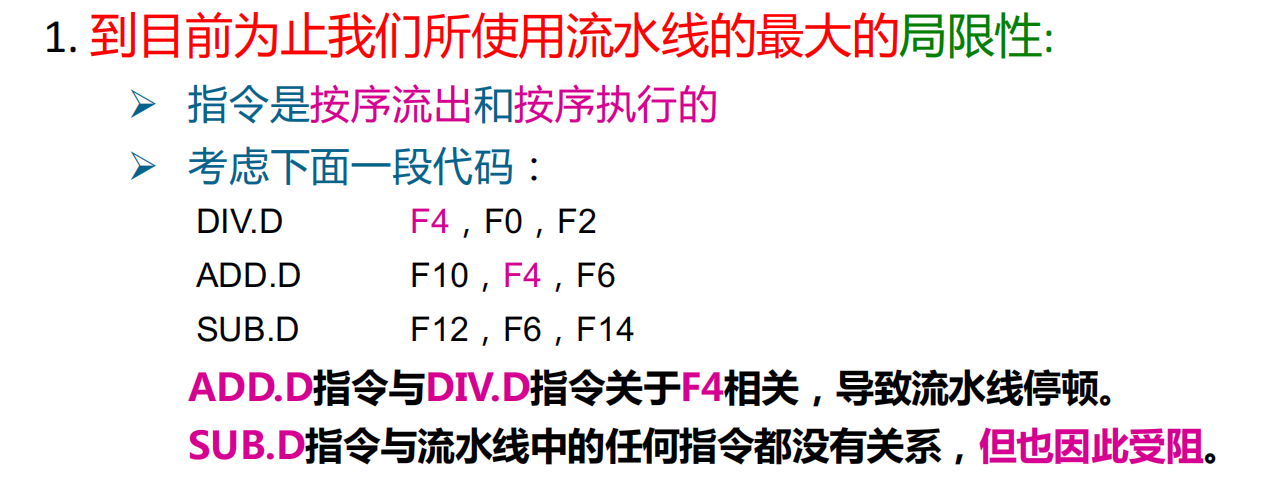 1. 到目前为止我们所使用流水线的最大的局限性:
➢ 指令是按序流出和按序执行的
➢ 考虑下面一段代码：
DIV.D F4，F0，F2
ADD.D F10，F4，F6
SUB.D F12，F6，F14
ADD.D指令与DIV.D指令关于F4相关，导致流水线停顿。
SUB.D指令与流水线中的任何指令都没有关系，但也因此受阻。